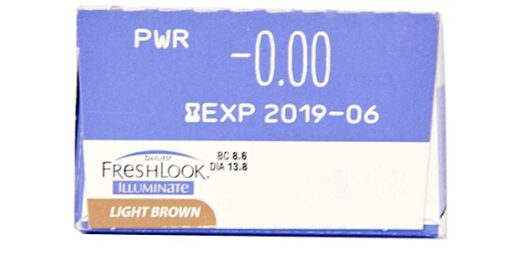 PWR -0.00
EXP 2019-06
DAILIES®
FRESHLOOK®
ILLUMINATE
BC 8.6
DIA 13.8
LIGHT BROWN